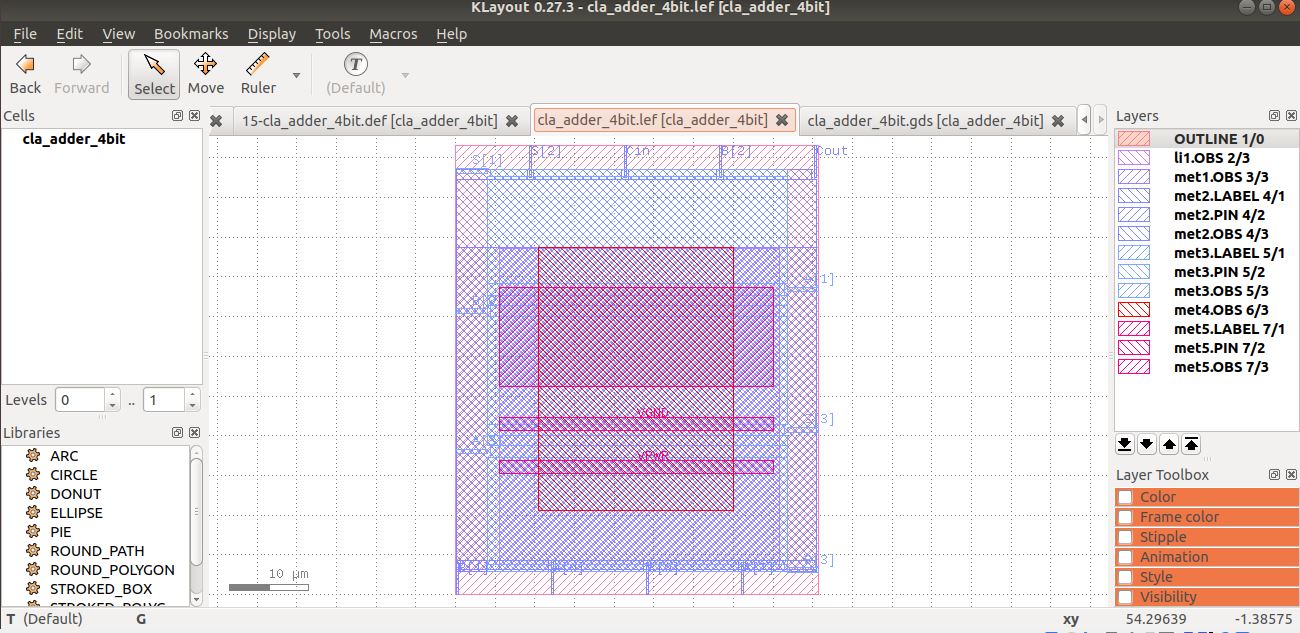 KLayout 0.27.3 - cla_adder_4bit.lef [cla_adder_4bit]
File Edit View Bookmarks Display Tools Macros Help
Back Forward Select Move Ruler (Default)
Cells
cla_adder_4bit
Levels 0 .. 1
Libraries
ARC
CIRCLE
DONUT
ELLIPSE
PIE
ROUND_PATH
ROUND_POLYGON
STROKED_BOX
15-cla_adder_4bit.def [cla_adder_4bit] cla_adder_4bit.lef [cla_adder_4bit] cla_adder_4bit.gds [cla_adder_4bit]
S[1] S[2] Cin B[2] Cout
VGND
VPWR
10 µm
Layers
OUTLINE 1/0
li1.OBS 2/3
met1.OBS 3/3
met2.LABEL 4/1
met2.PIN 4/2
met2.OBS 4/3
met3.LABEL 5/1
met3.PIN 5/2
met3.OBS 5/3
met4.OBS 6/3
met5.LABEL 7/1
met5.PIN 7/2
met5.OBS 7/3
Layer Toolbox
Color
Frame color
Stipple
Animation
Style
Visibility
T (Default) G xy 54.29639 -1.38575